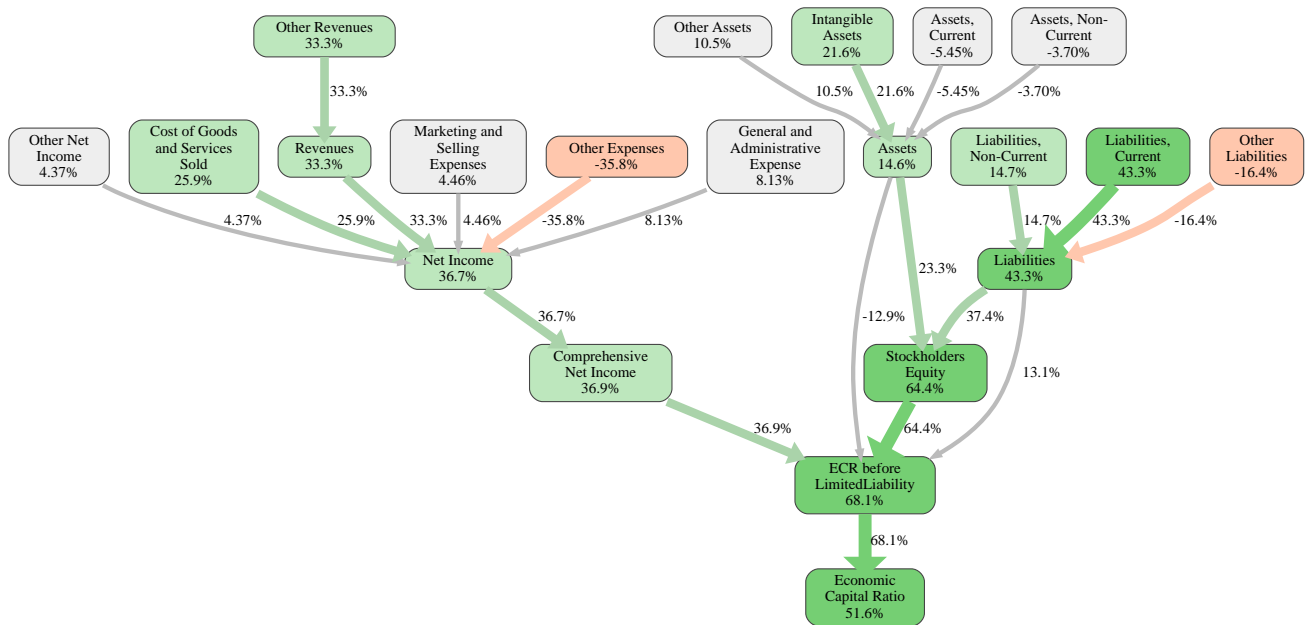 Other Revenues
33.3%
Other Assets
10.5%
Intangible
Assets
21.6%
Assets,
Current
-5.45%
Assets, Non-
Current
-3.70%
33.3%
10.5%
21.6%
-5.45%
-3.70%
Other Net
Income
4.37%
Cost of Goods
and Services
Sold
25.9%
Revenues
33.3%
Marketing and
Selling
Expenses
4.46%
Other Expenses
-35.8%
General and
Administrative
Expense
8.13%
Assets
14.6%
Liabilities,
Non-Current
14.7%
Liabilities,
Current
43.3%
Other
Liabilities
-16.4%
4.37%
25.9%
33.3%
4.46%
-35.8%
8.13%
14.7%
43.3%
-16.4%
Net Income
36.7%
23.3%
Liabilities
43.3%
36.7%
-12.9%
37.4%
Comprehensive
Net Income
36.9%
Stockholders
Equity
64.4%
13.1%
36.9%
64.4%
ECR before
LimitedLiability
68.1%
68.1%
Economic
Capital Ratio
51.6%